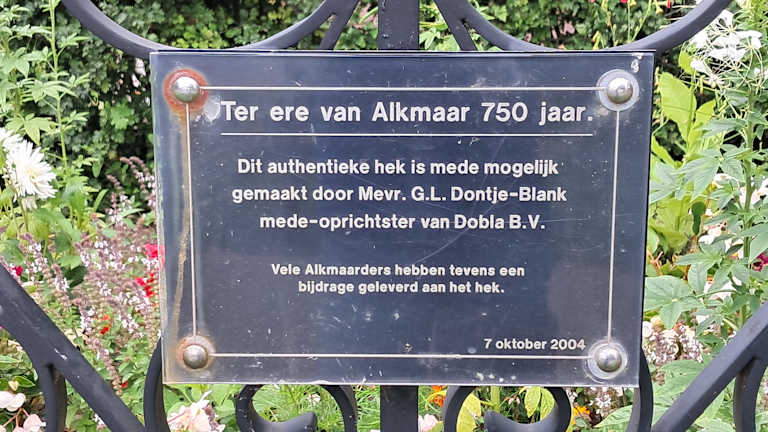 Ter ere van Alkmaar 750 jaar.
Dit authentieke hek is mede mogelijk
gemaakt door Mevr. G.L. Dontje-Blank
mede-oprichtster van Dobla B.V.
Vele Alkmaarders hebben tevens een
bijdrage geleverd aan het hek.
7 oktober 2004